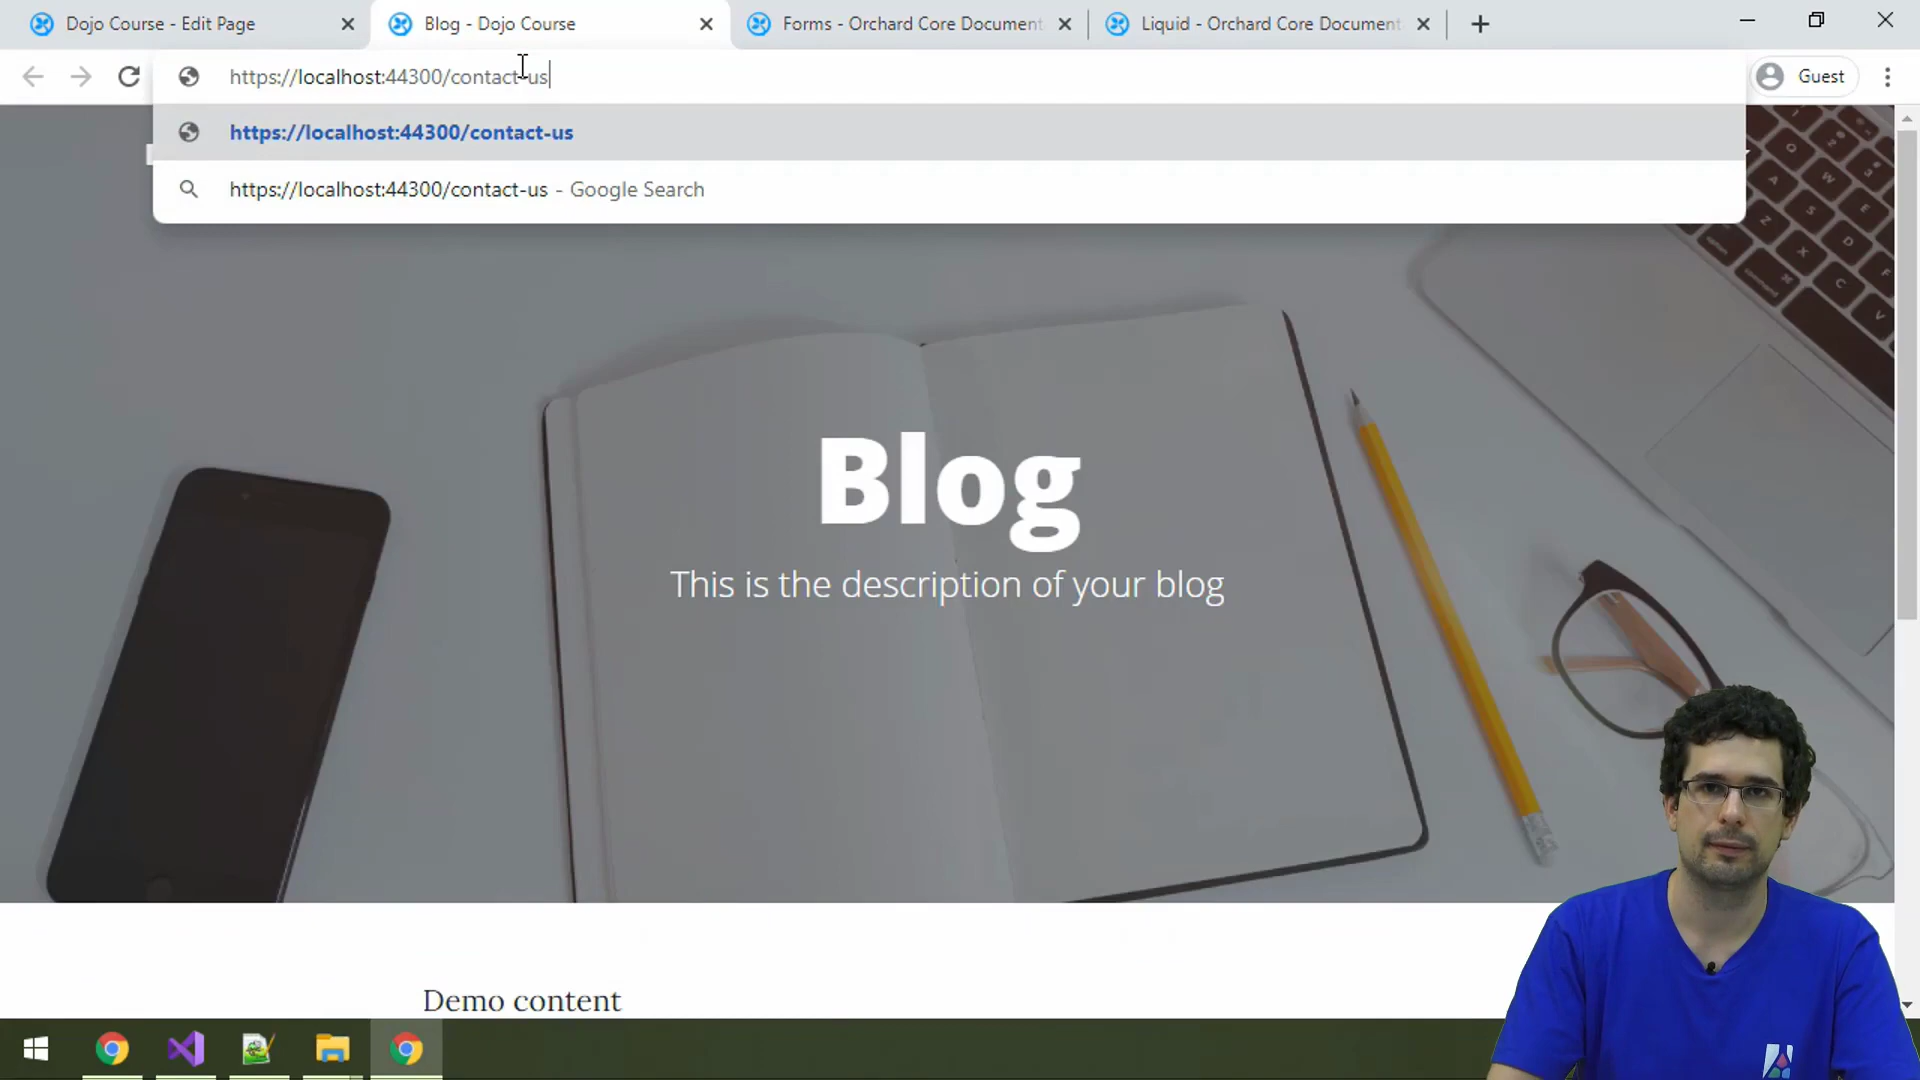 Dojo Course - Edit Page
Blog - Dojo Course
Forms - Orchard Core Document
Liquid - Orchard Core Document
https://localhost:44300/contact-us
Guest
https://localhost:44300/contact-us
https://localhost:44300/contact-us - Google Search
Blog
This is the description of your blog
Demo content